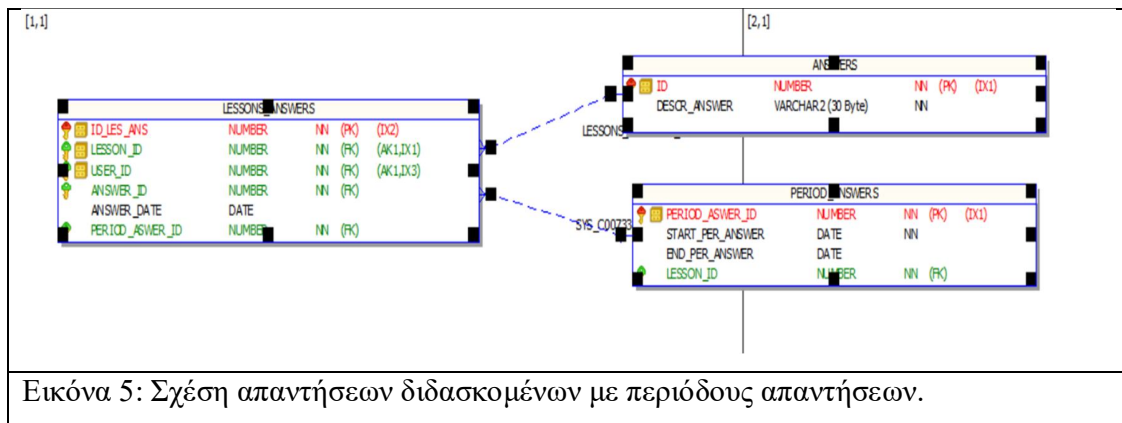 [1,1]
[2,1]
LESSONS_ANSWERS
ID_LES_ANS NUMBER NN (PK) (IX2)
LESSON_ID NUMBER NN (FK) (AK1,IX1)
USER_ID NUMBER NN (FK) (AK1,IX3)
ANSWER_ID NUMBER NN (FK)
ANSWER_DATE DATE
PERIOD_ASWER_ID NUMBER NN (FK)
ANSWERS
ID NUMBER NN (PK) (IX1)
DESCR_ANSWER VARCHAR2 (30 Byte) NN
LESSONS_
SYS_C00733
PERIOD_ANSWERS
PERIOD_ASWER_ID NUMBER NN (PK) (IX1)
START_PER_ANSWER DATE NN
END_PER_ANSWER DATE
LESSON_ID NUMBER NN (FK)
Εικόνα 5: Σχέση απαντήσεων διδασκομένων με περιόδους απαντήσεων.